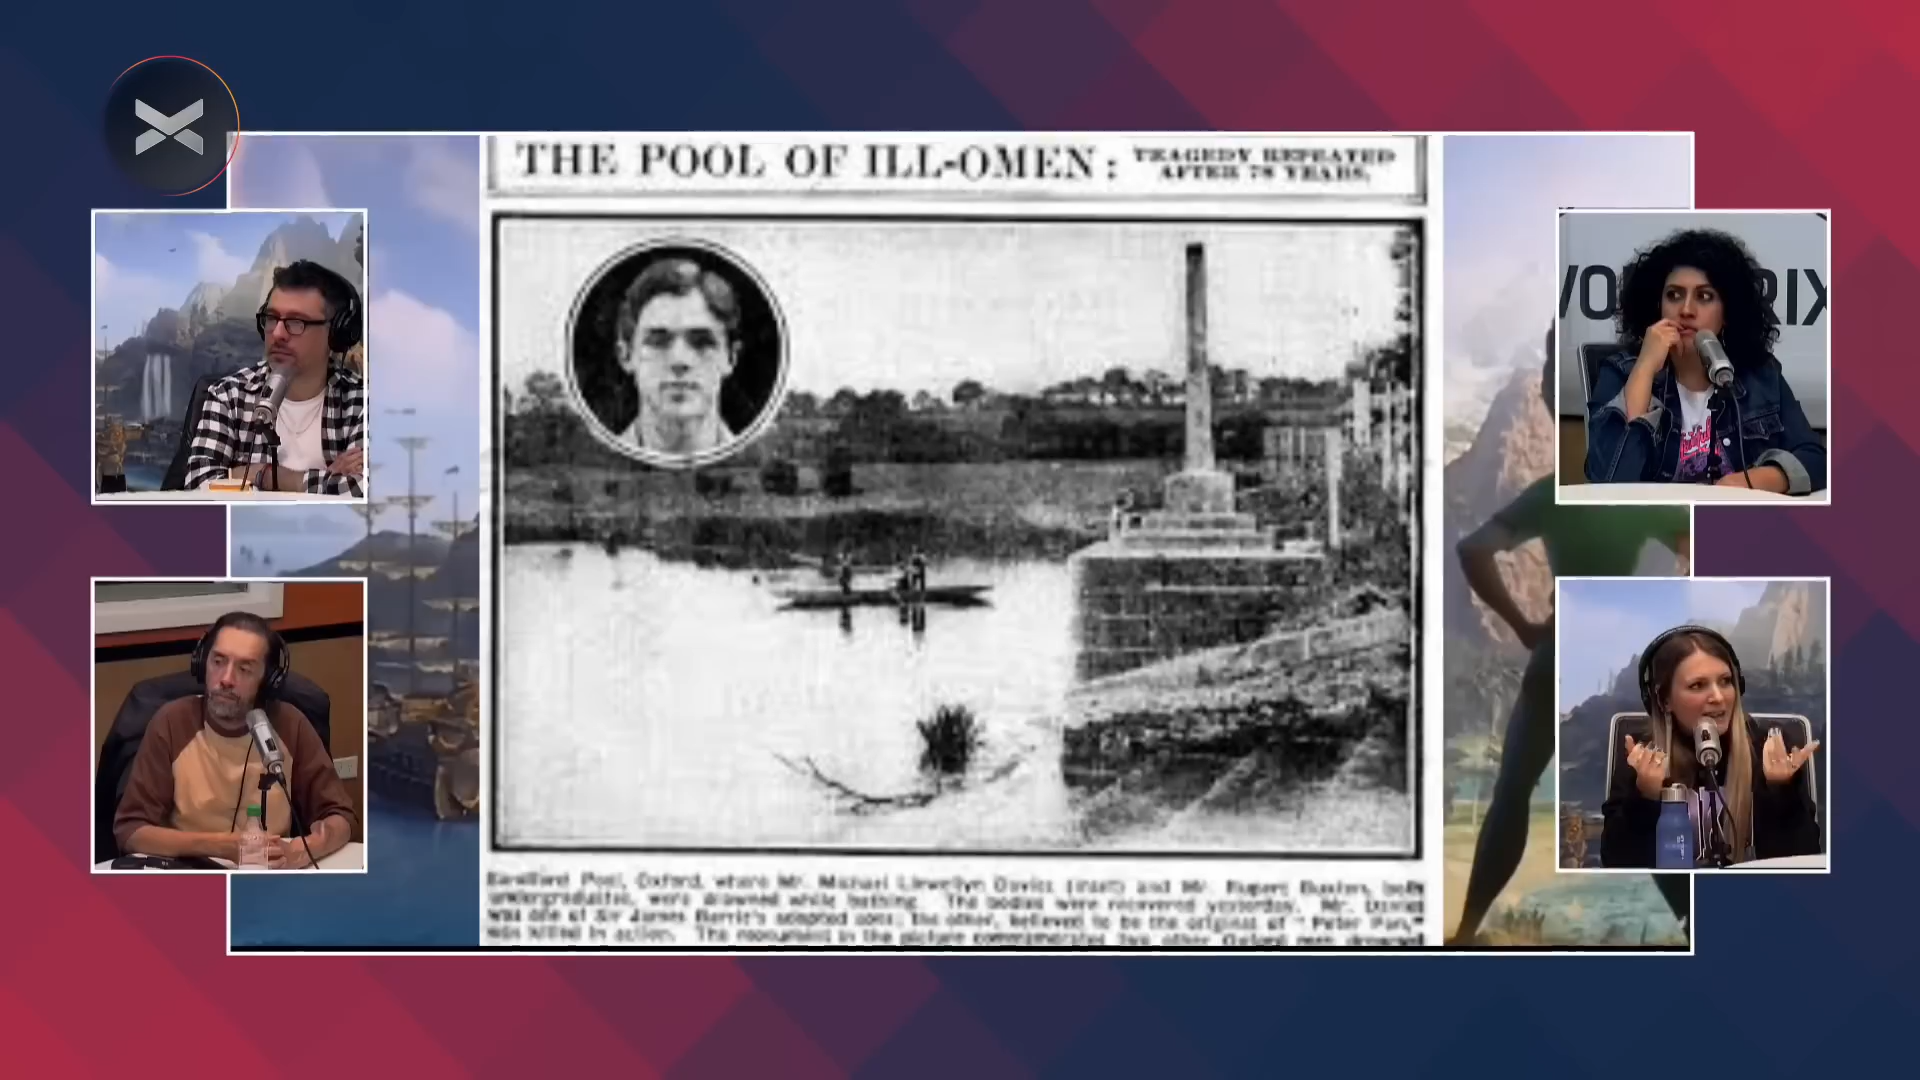 THE POOL OF ILL-OMEN:
TRAGEDY REPEATED
AFTER 78 YEARS.
Sandford Pool, Oxford, where Mr. Michael Llewellyn Davies (inset) and Mr. Rupert Buxton, both
undergraduates, were drowned while bathing. The bodies were recovered yesterday. Mr. Davies
was one of Sir James Barrie's adopted sons; the other, believed to be the original of "Peter Pan,"
was killed in action. The monument in the picture commemorates two other Oxford men drowned
VO
RIX